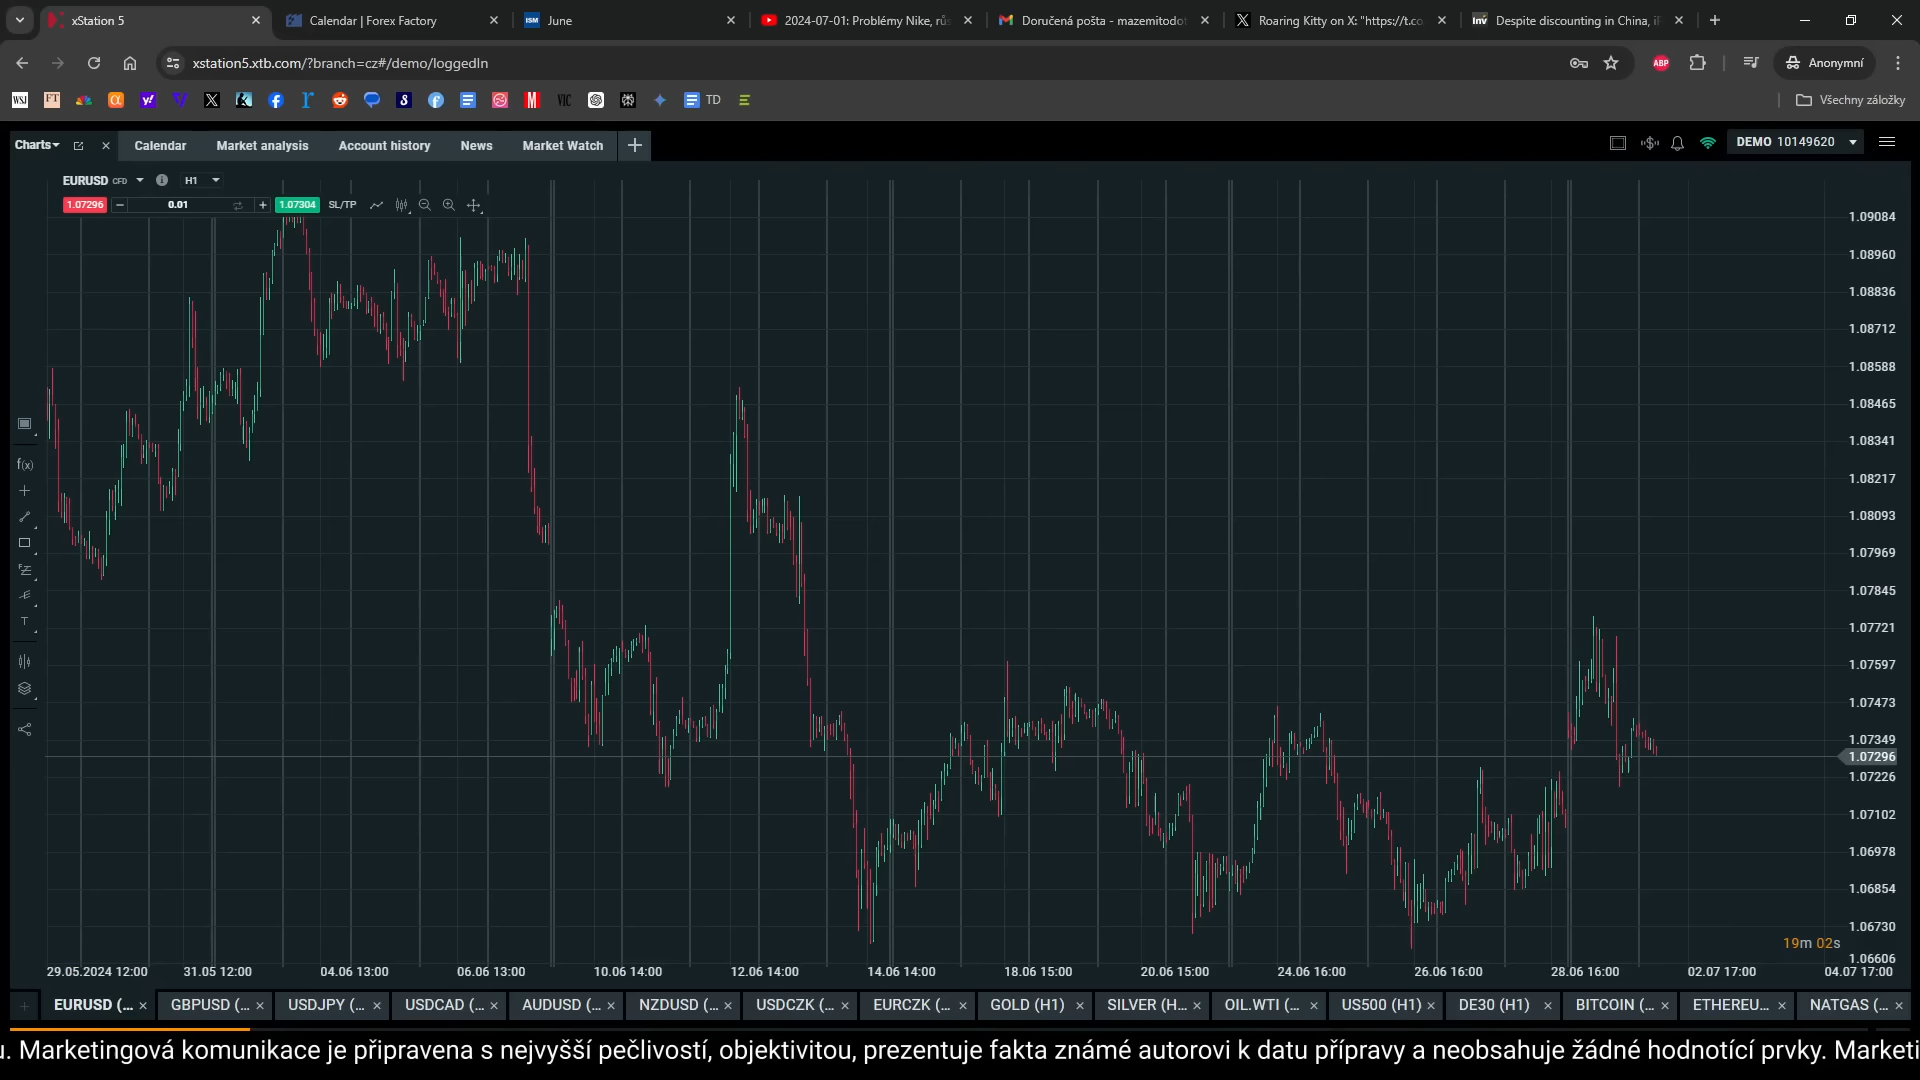 xStation 5
Calendar | Forex Factory
ISM June
2024-07-01: Problémy Nike, růs
Doručená pošta - mazemitodot
Roaring Kitty on X: "https://t.co
Inv Despite discounting in China, iP
xstation5.xtb.com/?branch=cz#/demo/loggedIn
ABP
Anonymní
WSJ FT
VIC
TD
Všechny záložky
Charts
Calendar
Market analysis
Account history
News
Market Watch
DEMO 10149620
EURUSD CFD
H1
1.07296
0.01
1.07304
SL/TP
1.09084
1.08960
1.08836
1.08712
1.08588
1.08465
1.08341
f(x)
1.08217
1.08093
1.07969
1.07845
T
1.07721
1.07597
1.07473
1.07349
1.07296
1.07226
1.07102
1.06978
1.06854
1.06730
19m 02s
1.06606
29.05.2024 12:00
31.05 12:00
04.06 13:00
06.06 13:00
10.06 14:00
12.06 14:00
14.06 14:00
18.06 15:00
20.06 15:00
24.06 16:00
26.06 16:00
28.06 16:00
02.07 17:00
04.07 17:00
EURUSD (...
GBPUSD (...
USDJPY (...
USDCAD (...
AUDUSD (...
NZDUSD (...
USDCZK (...
EURCZK (...
GOLD (H1)
SILVER (H...
OIL.WTI (...
US500 (H1)
DE30 (H1)
BITCOIN (...
ETHEREU...
NATGAS (...
u. Marketingová komunikace je připravena s nejvyšší pečlivostí, objektivitou, prezentuje fakta známé autorovi k datu přípravy a neobsahuje žádné hodnotící prvky. Marketi